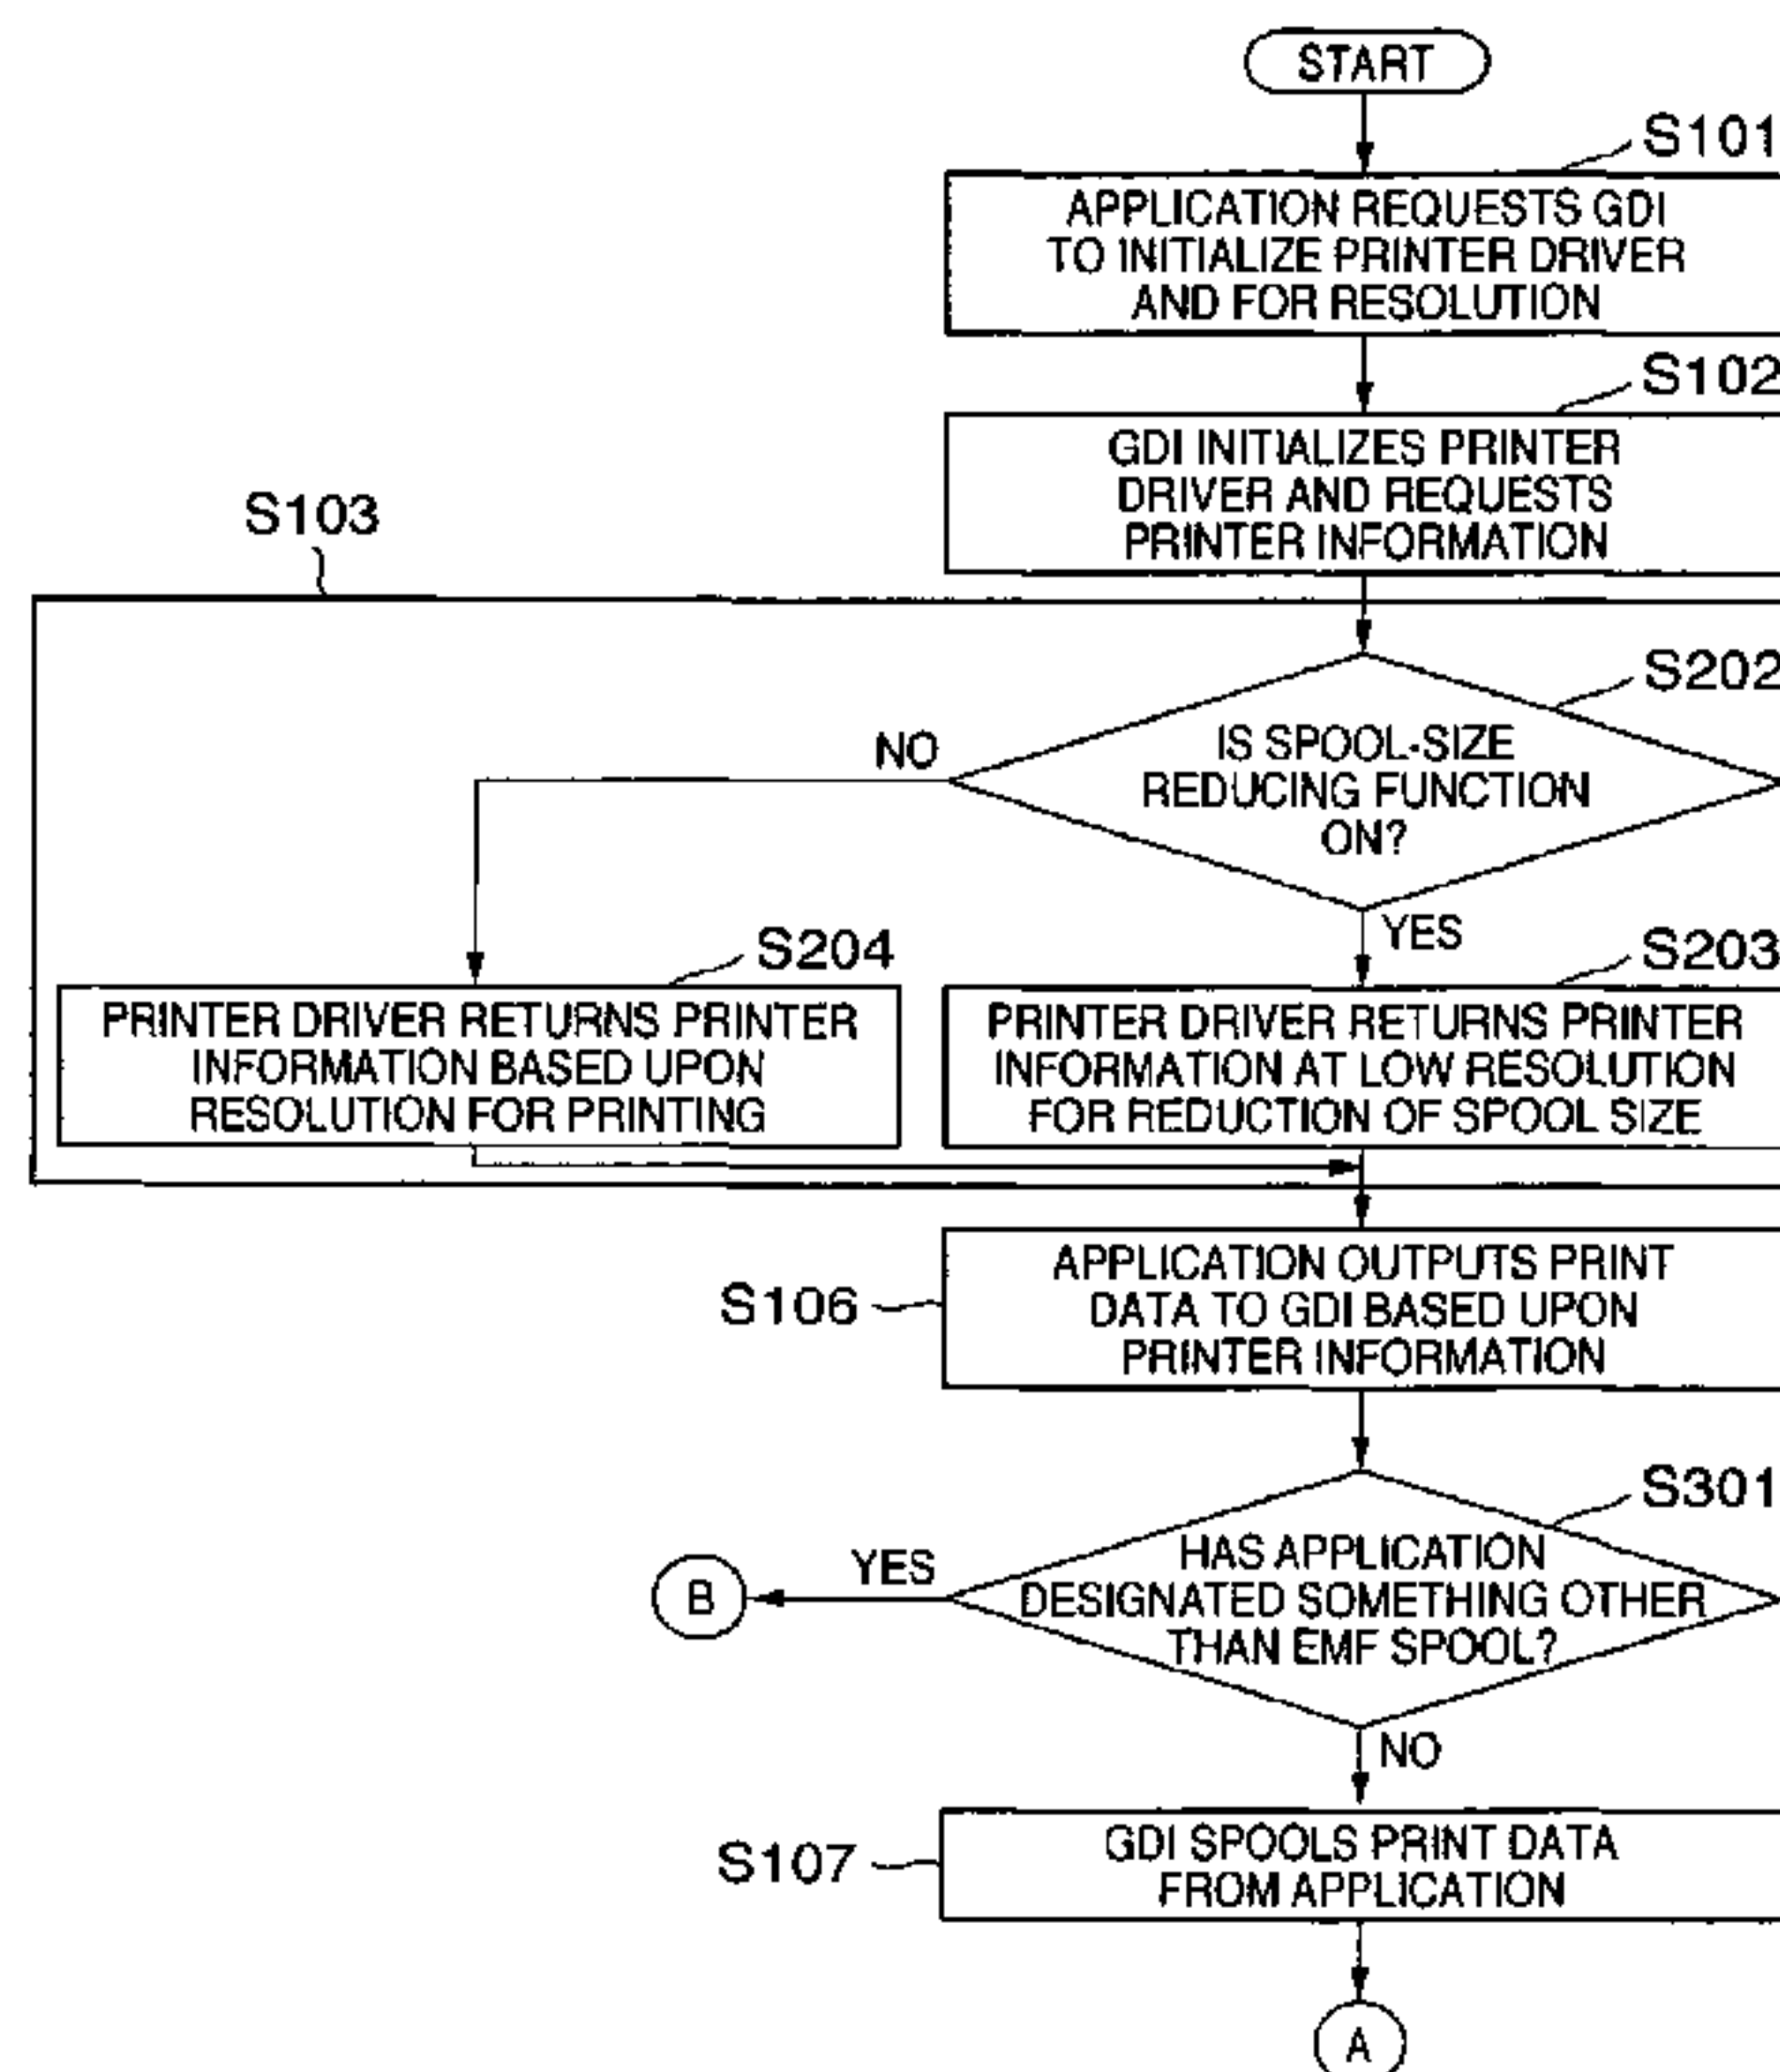 START
S101
APPLICATION REQUESTS GDI
TO INITIALIZE PRINTER DRIVER
AND FOR RESOLUTION
S102
GDI INITIALIZES PRINTER
DRIVER AND REQUESTS
PRINTER INFORMATION
S103
S202
IS SPOOL-SIZE
REDUCING FUNCTION
ON?
NO
YES
S204
PRINTER DRIVER RETURNS PRINTER
INFORMATION BASED UPON
RESOLUTION FOR PRINTING
S203
PRINTER DRIVER RETURNS PRINTER
INFORMATION AT LOW RESOLUTION
FOR REDUCTION OF SPOOL SIZE
S106
APPLICATION OUTPUTS PRINT
DATA TO GDI BASED UPON
PRINTER INFORMATION
S301
HAS APPLICATION
DESIGNATED SOMETHING OTHER
THAN EMF SPOOL?
YES
B
NO
S107
GDI SPOOLS PRINT DATA
FROM APPLICATION
A